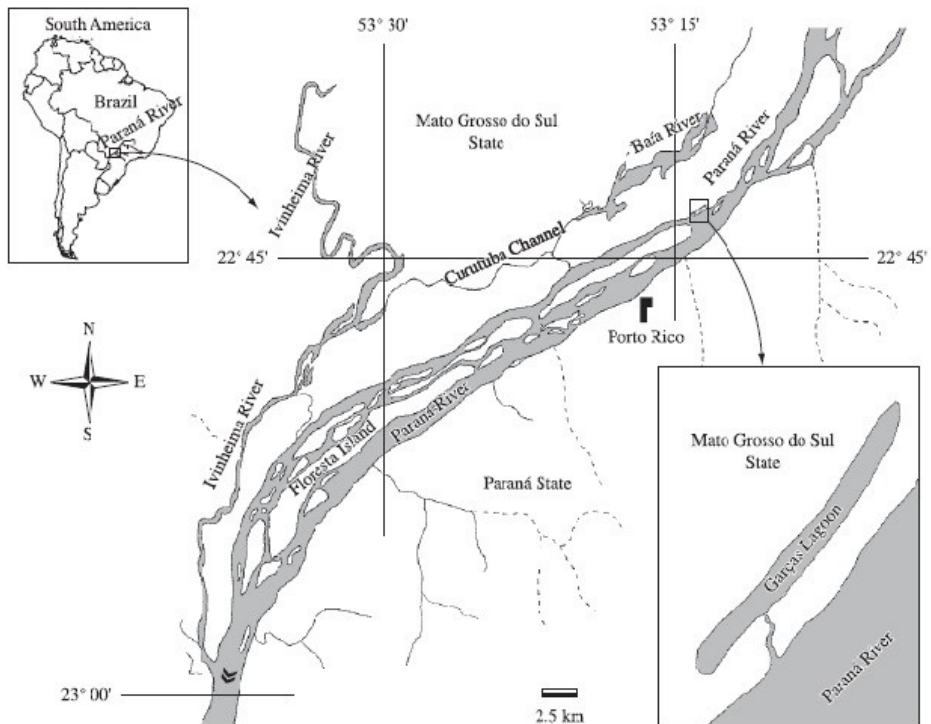 South America
Brazil
Paraná River
53° 30'
53° 15'
Mato Grosso do Sul
State
Ivinheima River
Baía River
Paraná River
Curutuba Channel
22° 45'
22° 45'
Porto Rico
N
W
E
S
Ivinheima River
Floresta Island
Paraná River
Paraná State
Mato Grosso do Sul
State
Garças Lagoon
Paraná River
23° 00'
2.5 km